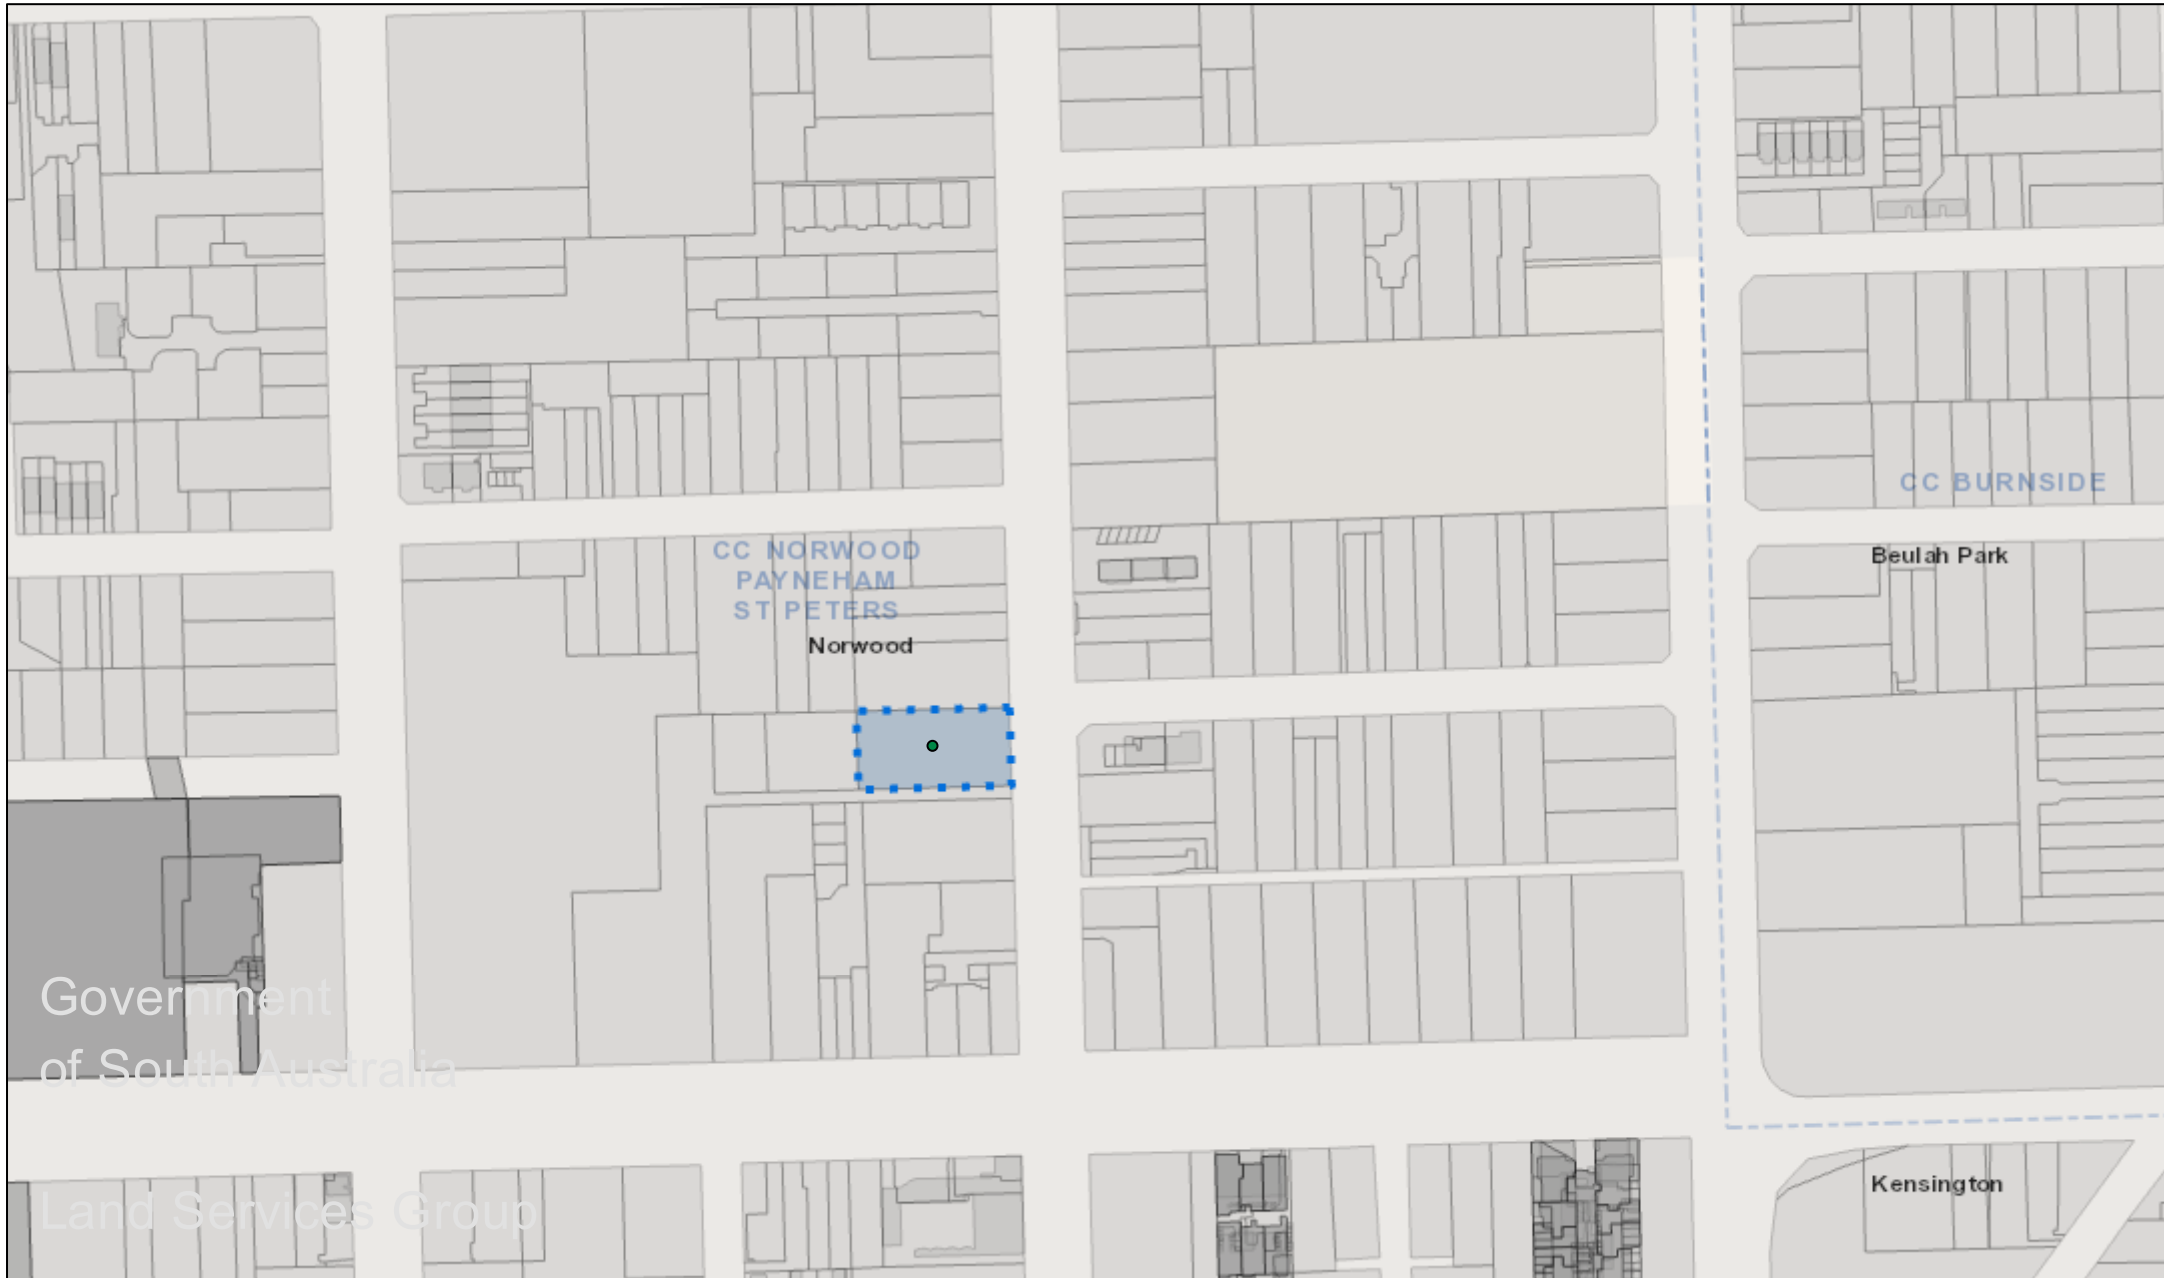 CC BURNSIDE
CC NORWOOD
PAYNEHAM
ST PETERS
Beulah Park
Norwood
Government
of South Australia
Kensington
Land Services Group